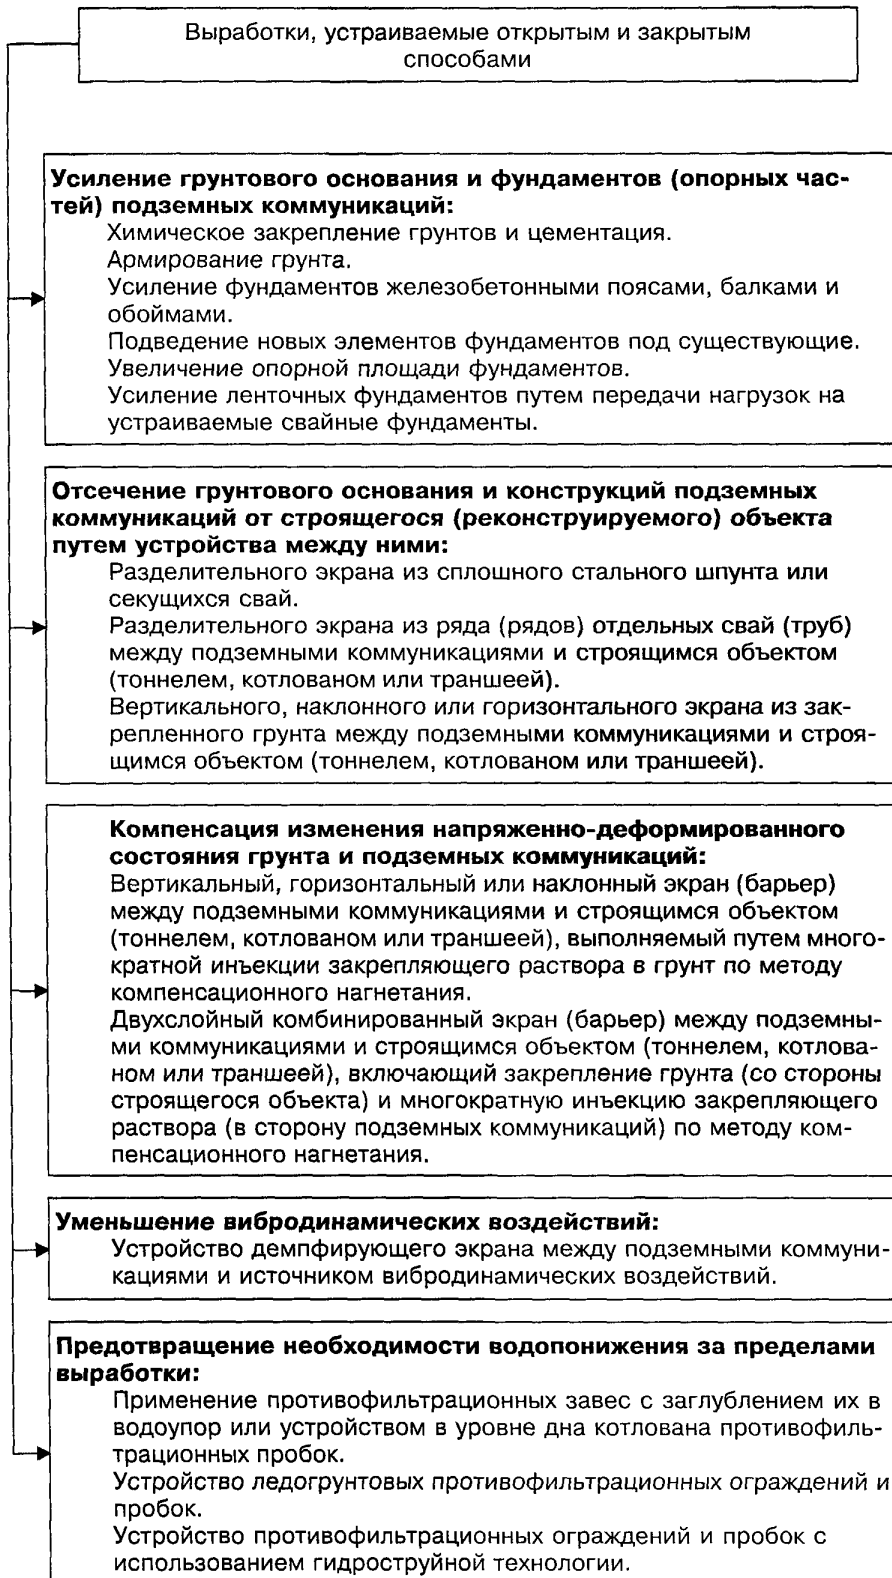 Выработки, устраиваемые открытым и закрытым
способами
Усиление грунтового основания и фундаментов (опорных час-
тей) подземных коммуникаций:
Химическое закрепление грунтов и цементация.
Армирование грунта.
Усиление фундаментов железобетонными поясами, балками и
обоймами.
Подведение новых элементов фундаментов под существующие.
Увеличение опорной площади фундаментов.
Усиление ленточных фундаментов путем передачи нагрузок на
устраиваемые свайные фундаменты.
Отсечение грунтового основания и конструкций подземных
коммуникаций от строящегося (реконструируемого) объекта
путем устройства между ними:
Разделительного экрана из сплошного стального шпунта или
секущихся свай.
Разделительного экрана из ряда (рядов) отдельных свай (труб)
между подземными коммуникациями и строящимся объектом
(тоннелем, котлованом или траншеей).
Вертикального, наклонного или горизонтального экрана из зак-
репленного грунта между подземными коммуникациями и строя-
щимся объектом (тоннелем, котлованом или траншеей).
Компенсация изменения напряженно-деформированного
состояния грунта и подземных коммуникаций:
Вертикальный, горизонтальный или наклонный экран (барьер)
между подземными коммуникациями и строящимся объектом
(тоннелем, котлованом или траншеей), выполняемый путем много-
кратной инъекции закрепляющего раствора в грунт по методу
компенсационного нагнетания.
Двухслойный комбинированный экран (барьер) между подземны-
ми коммуникациями и строящимся объектом (тоннелем, котлова-
ном или траншеей), включающий закрепление грунта (со стороны
строящегося объекта) и многократную инъекцию закрепляющего
раствора (в сторону подземных коммуникаций) по методу ком-
пенсационного нагнетания.
Уменьшение вибродинамических воздействий:
Устройство демпфирующего экрана между подземными коммуни-
кациями и источником вибродинамических воздействий.
Предотвращение необходимости водопонижения за пределами
выработки:
Применение противофильтрационных завес с заглублением их в
водоупор или устройством в уровне дна котлована противофиль-
трационных пробок.
Устройство ледогрунтовых противофильтрационных ограждений и
пробок.
Устройство противофильтрационных ограждений и пробок с
использованием гидроструйной технологии.